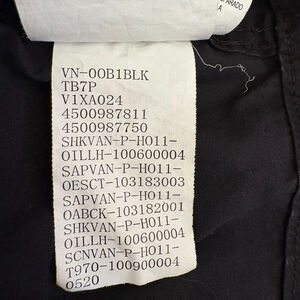 PARADO
VN-00B1BLK
TB7P
V1XA024
4500987811
4500987750
SHKVAN-P-H011-
OILLH-100600004
SAPVAN-P-H011-
OESCT-103183003
SAPVAN-P-H011-
OABCK-103182001
SHKVAN-P-H011-
OILLH-100600004
SCNVAN-P-H011-
T970-100900004
0520